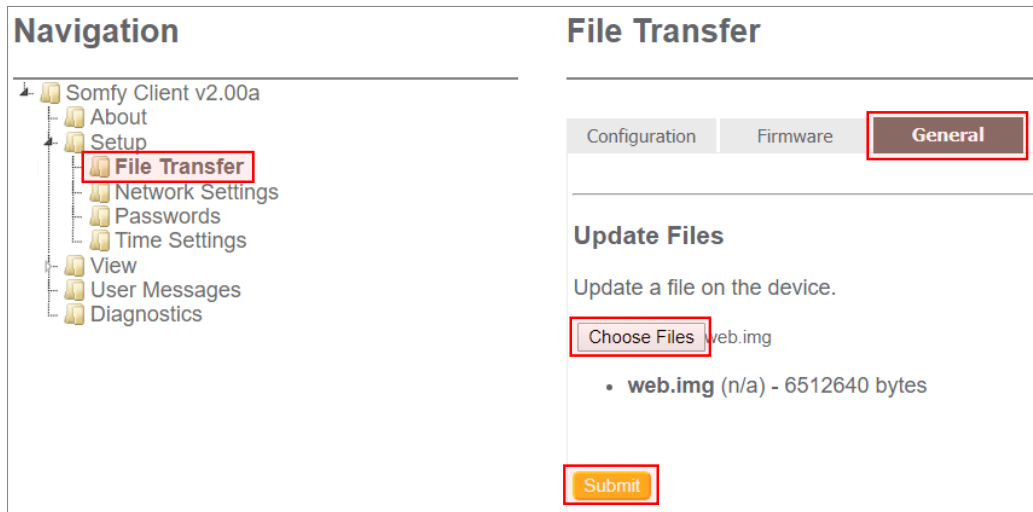 Navigation
Somfy Client v2.00a
About
Setup
File Transfer
Network Settings
Passwords
Time Settings
View
User Messages
Diagnostics
File Transfer
Configuration Firmware General
Update Files
Update a file on the device.
Choose Files web.img
• web.img (n/a) - 6512640 bytes
Submit